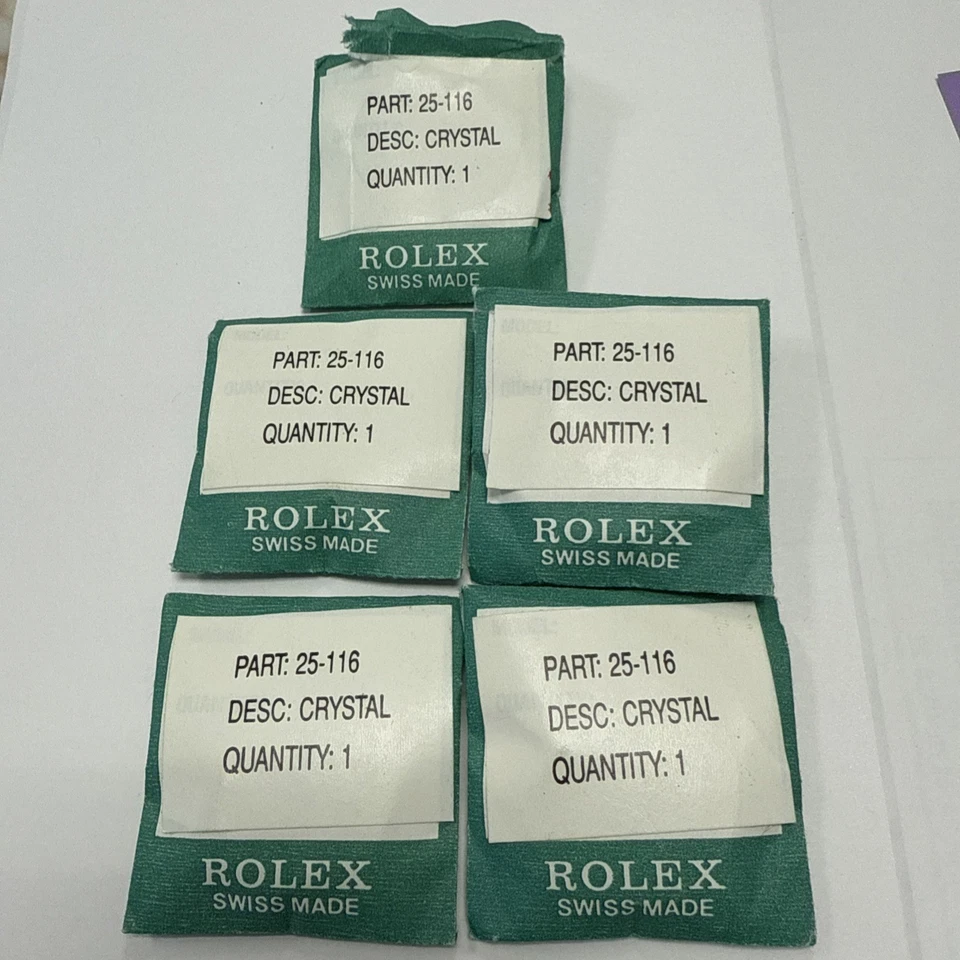 PART: 25-116
DESC: CRYSTAL
QUANTITY: 1
ROLEX
SWISS MADE
PART: 25-116
DESC: CRYSTAL
QUANTITY: 1
ROLEX
SWISS MADE
PART: 25-116
DESC: CRYSTAL
QUANTITY: 1
ROLEX
SWISS MADE
PART: 25-116
DESC: CRYSTAL
QUANTITY: 1
ROLEX
SWISS MADE
PART: 25-116
DESC: CRYSTAL
QUANTITY: 1
ROLEX
SWISS MADE